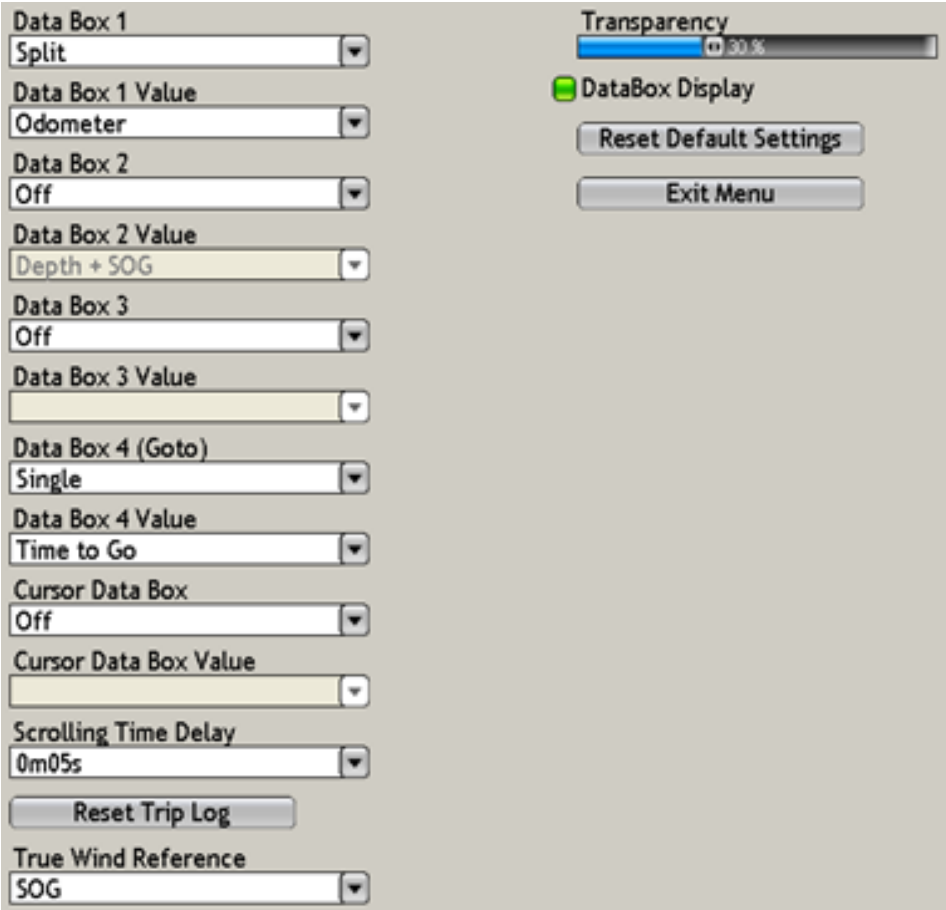 Data Box 1
Split
Data Box 1 Value
Odometer
Data Box 2
Off
Data Box 2 Value
Depth + SOG
Data Box 3
Off
Data Box 3 Value
Data Box 4 (Goto)
Single
Data Box 4 Value
Time to Go
Cursor Data Box
Off
Cursor Data Box Value
Scrolling Time Delay
0m05s
Reset Trip Log
True Wind Reference
SOG
Transparency
30 %
DataBox Display
Reset Default Settings
Exit Menu